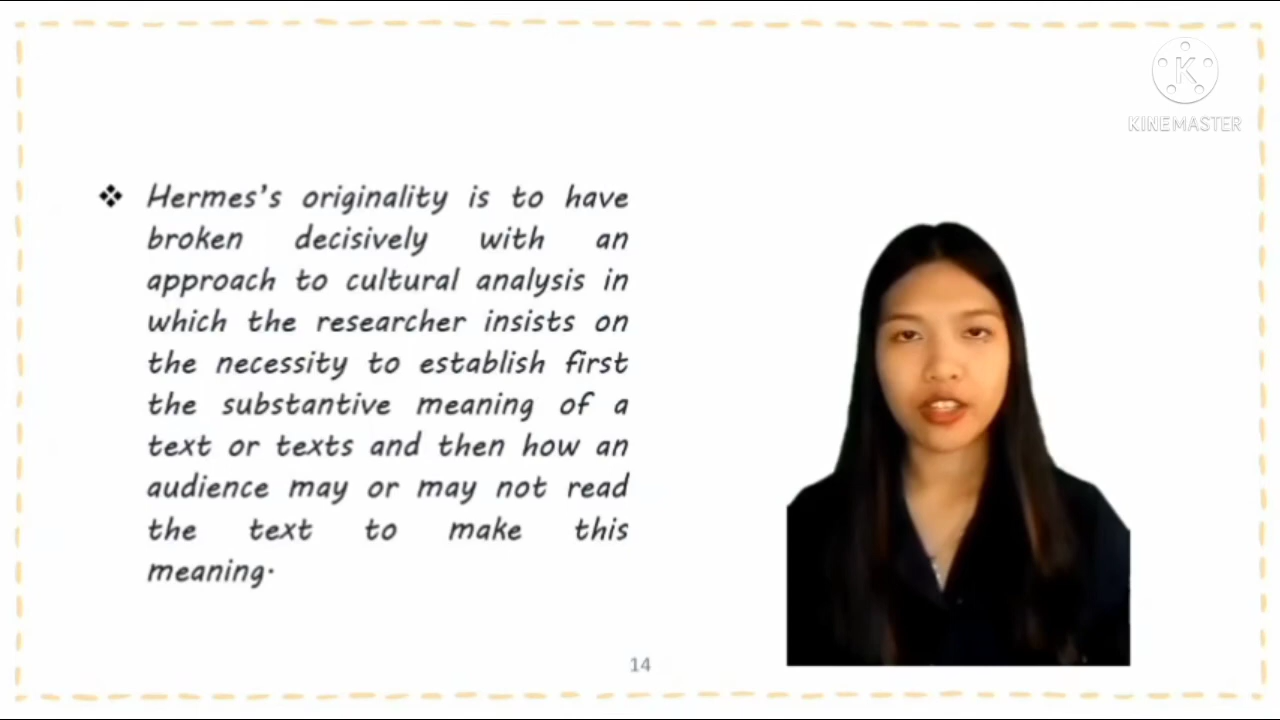 KINEMASTER
❖ Hermes's originality is to have
broken decisively with an
approach to cultural analysis in
which the researcher insists on
the necessity to establish first
the substantive meaning of a
text or texts and then how an
audience may or may not read
the text to make this
meaning.
14